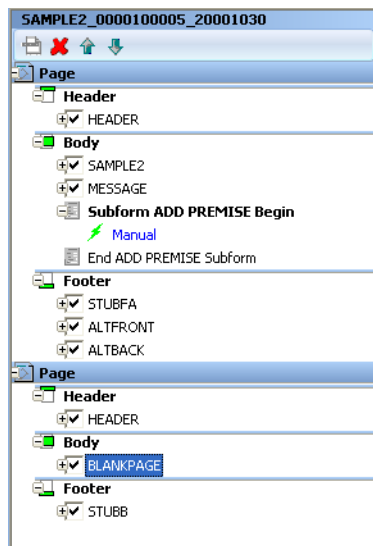 SAMPLE2_0000100005_20001030
Page
Header
HEADER
Body
SAMPLE2
MESSAGE
Subform ADD PREMISE Begin
Manual
End ADD PREMISE Subform
Footer
STUBFA
ALTFRONT
ALTBACK
Page
Header
HEADER
Body
BLANKPAGE
Footer
STUBB